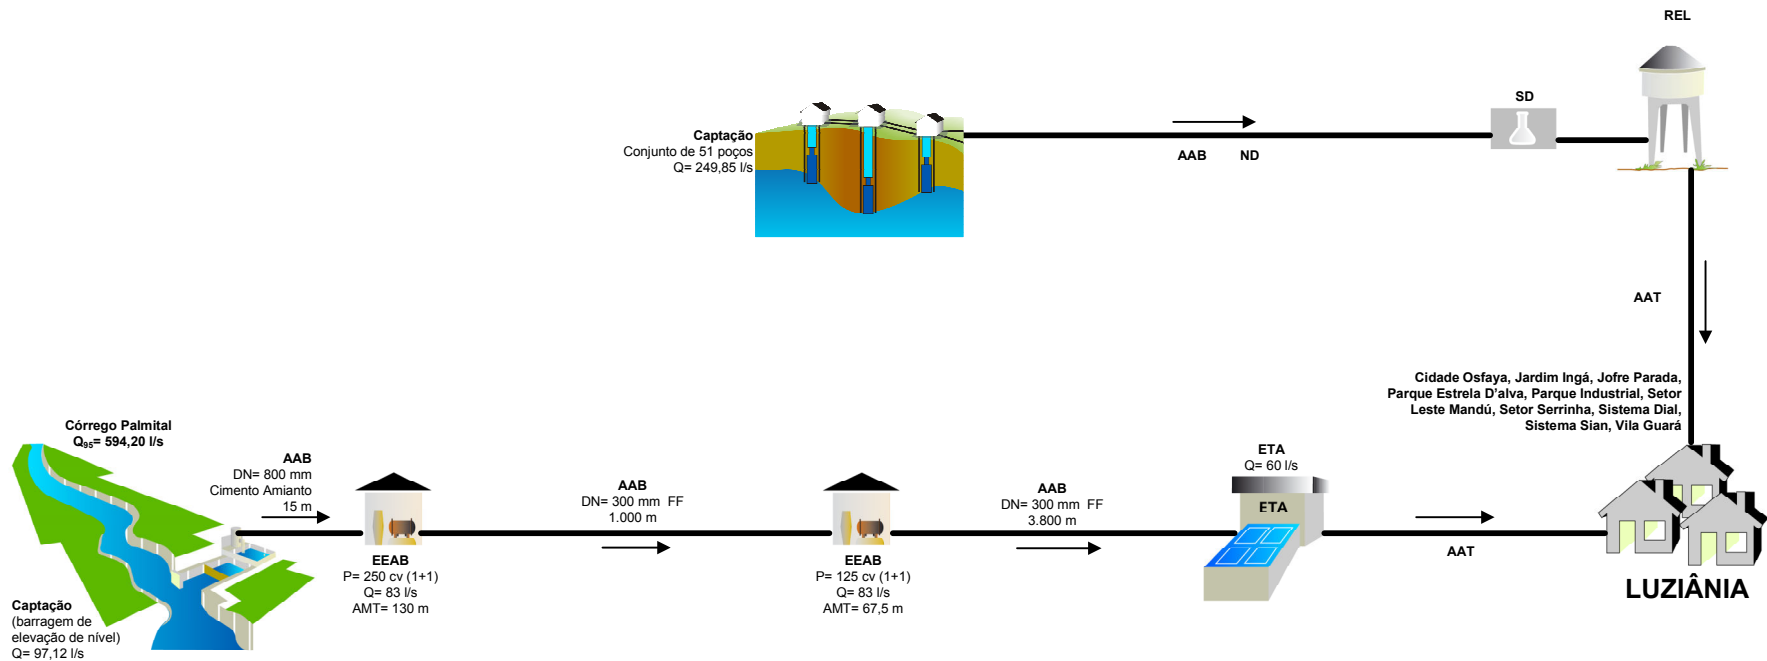 REL
SD
Captação
Conjunto de 51 poços
Q= 249,85 l/s
AAB ND
AAT
Cidade Osfaya, Jardim Ingá, Jofre Parada,
Parque Estrela D'alva, Parque Industrial, Setor
Leste Mandú, Setor Serrinha, Sistema Dial,
Sistema Sian, Vila Guará
Córrego Palmital
Q95= 594,20 l/s
AAB
DN= 800 mm
Cimento Amianto
15 m
AAB
DN= 300 mm FF
1.000 m
AAB
DN= 300 mm FF
3.800 m
ETA
Q= 60 l/s
ETA
AAT
EEAB
P= 250 cv (1+1)
Q= 83 l/s
AMT= 130 m
EEAB
P= 125 cv (1+1)
Q= 83 l/s
AMT= 67,5 m
LUZIÂNIA
Captação
(barragem de
elevação de nível)
Q= 97,12 l/s